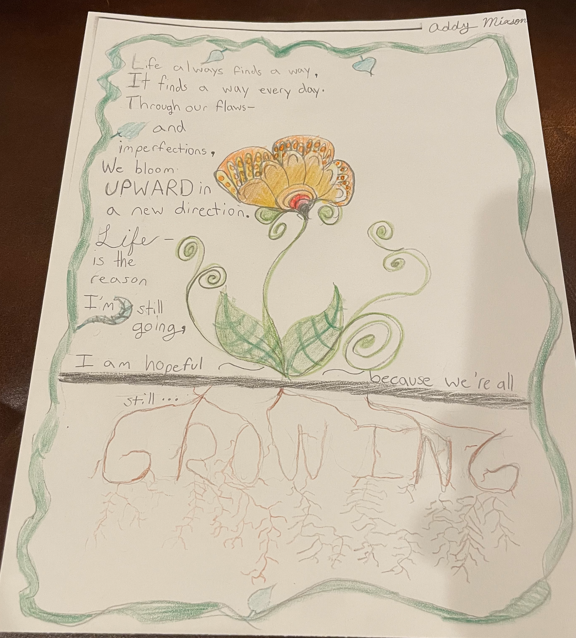 Addy Minson
Life always finds a way,
It finds a way every day.
Through our flaws-
and
imperfections,
We bloom
UPWARD in
a new direction.
Life -
is the
reason
I'm still
going,
I am hopeful
because we're all
still...
GROWING